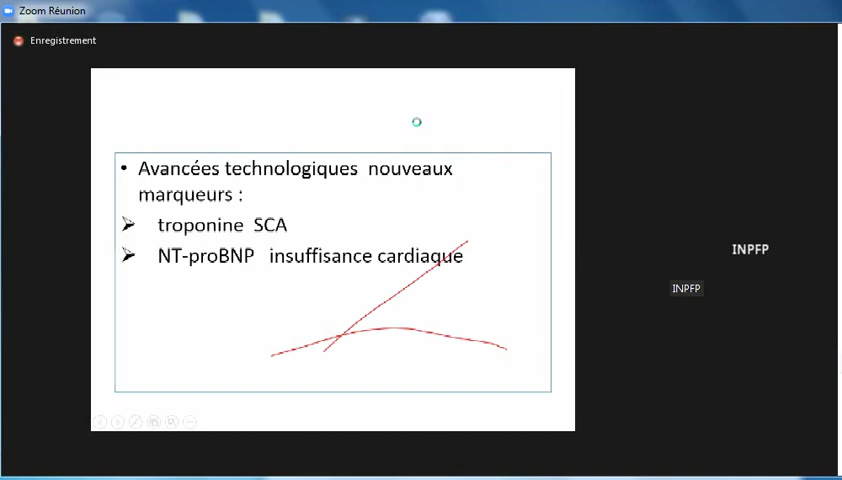 Zoom Réunion
Enregistrement
• Avancées technologiques nouveaux
marqueurs :
➢ troponine SCA
➢ NT-proBNP insuffisance cardiaque
INPFP
INPFP